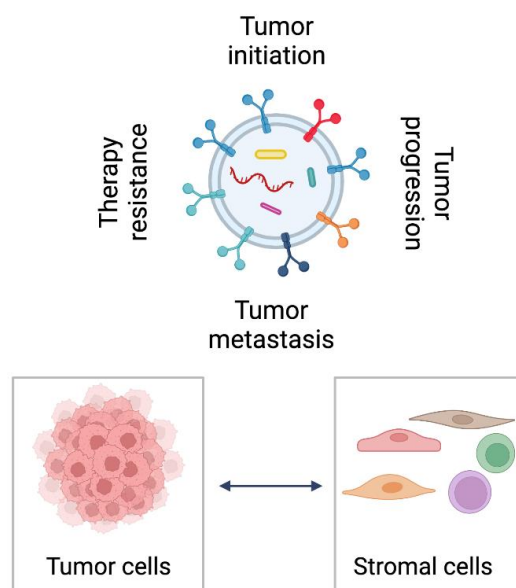 Tumor
initiation
Therapy
resistance
Tumor
progression
Tumor
metastasis
Tumor cells
Stromal cells